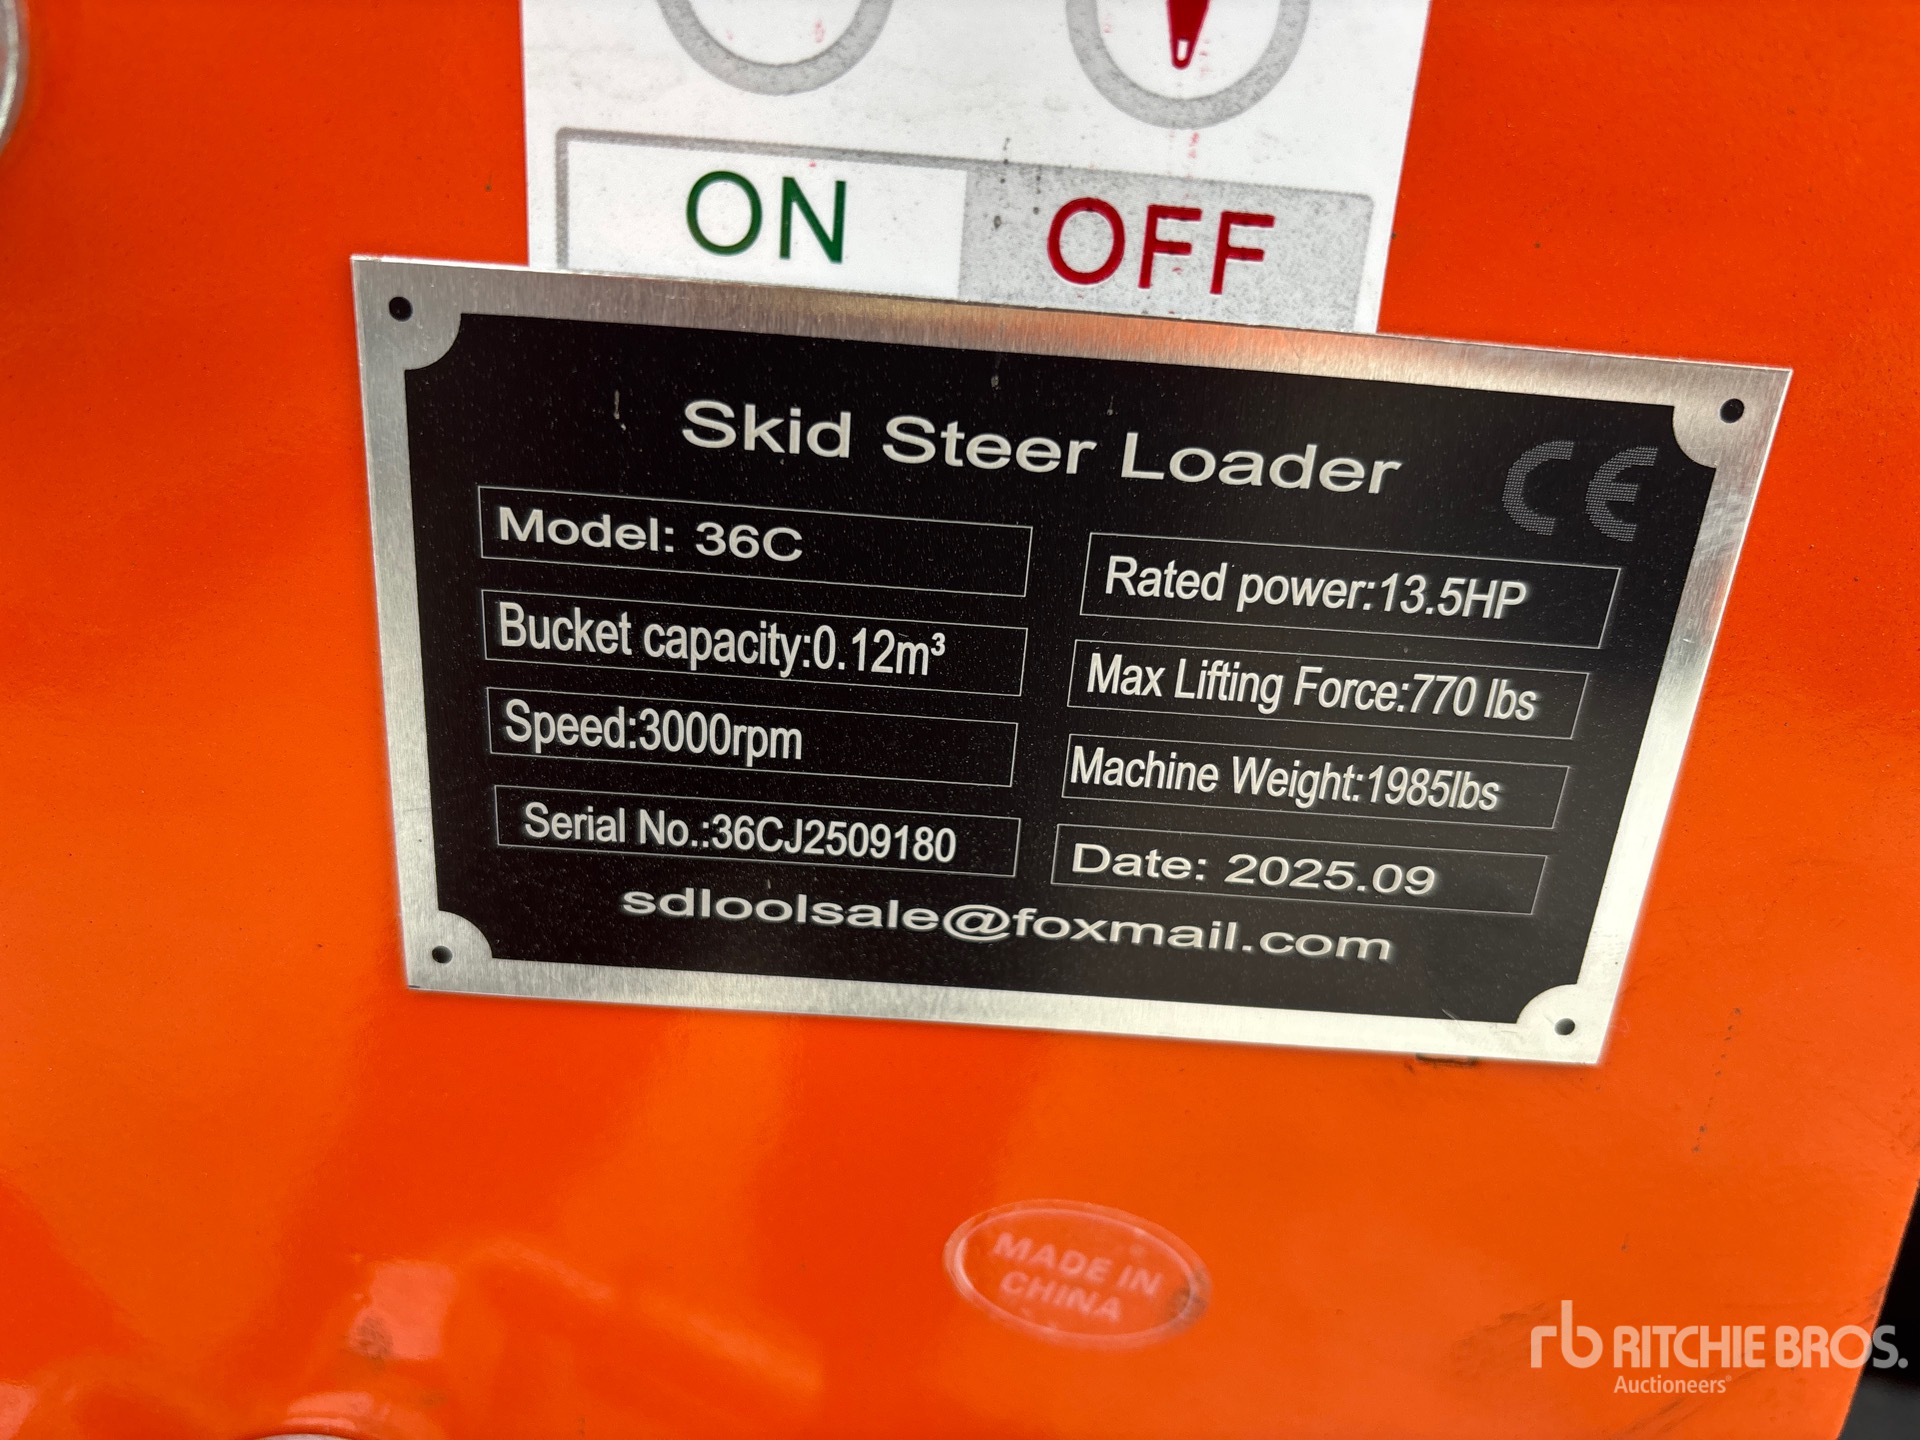 ON OFF
Skid Steer Loader
CE
Model: 36C
Rated power:13.5HP
Bucket capacity:0.12m³
Max Lifting Force:770 lbs
Speed:3000rpm
Machine Weight:1985lbs
Serial No.:36CJ2509180
Date: 2025.09
sdloolsale@foxmail.com
MADE IN
CHINA
rb RITCHIE BROS.
Auctioneers